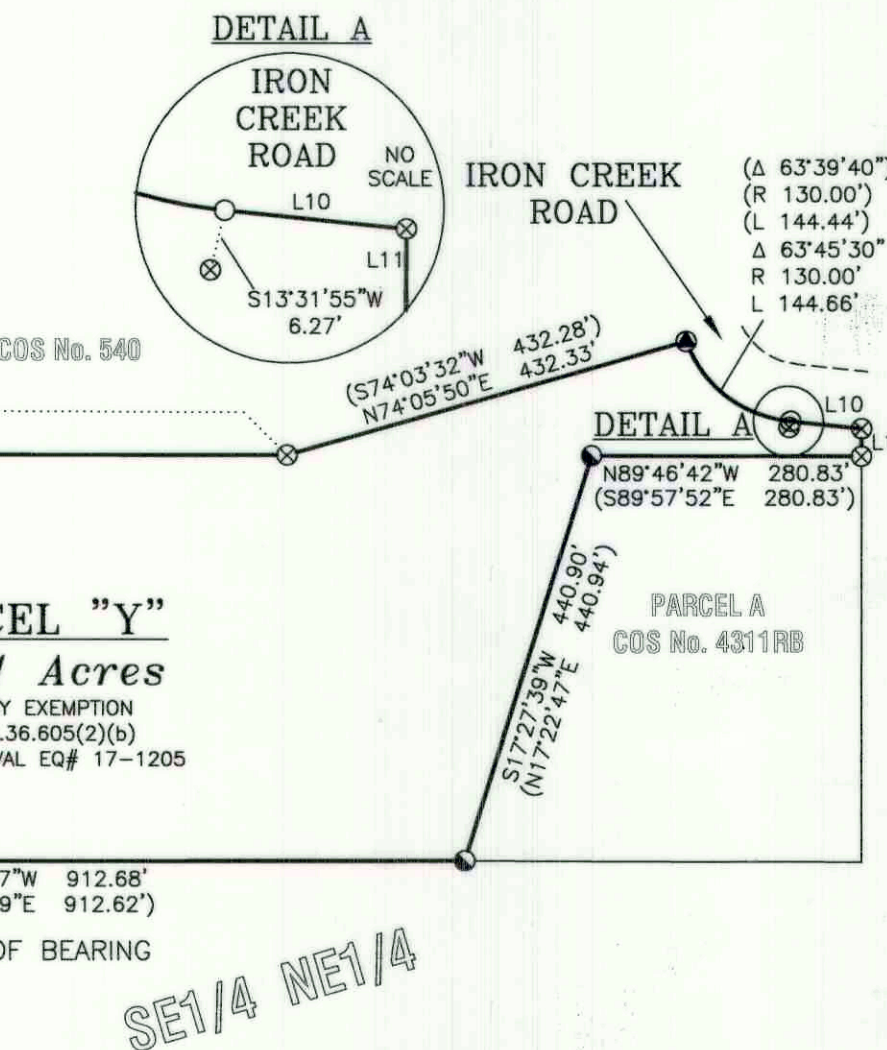 DETAIL A
IRON
CREEK
ROAD
NO
SCALE
L10
L11
S13°31'55"W
6.27'
IRON CREEK
ROAD
(Δ 63°39'40")
(R 130.00')
(L 144.44')
Δ 63°45'30"
R 130.00'
L 144.66'
COS No. 540
(S74°03'32"W 432.28')
N74°05'50"E 432.33'
L10
DETAIL A
N89°46'42"W 280.83'
(S89°57'52"E 280.83')
S17°27'39"W 440.90'
(N17°22'47"E 440.94')
PARCEL A
COS No. 4311RB
CEL "Y"
Acres
Y EXEMPTION
.36.605(2)(b)
VAL EQ# 17-1205
7"W 912.68'
9"E 912.62')
OF BEARING
SE1/4 NE1/4